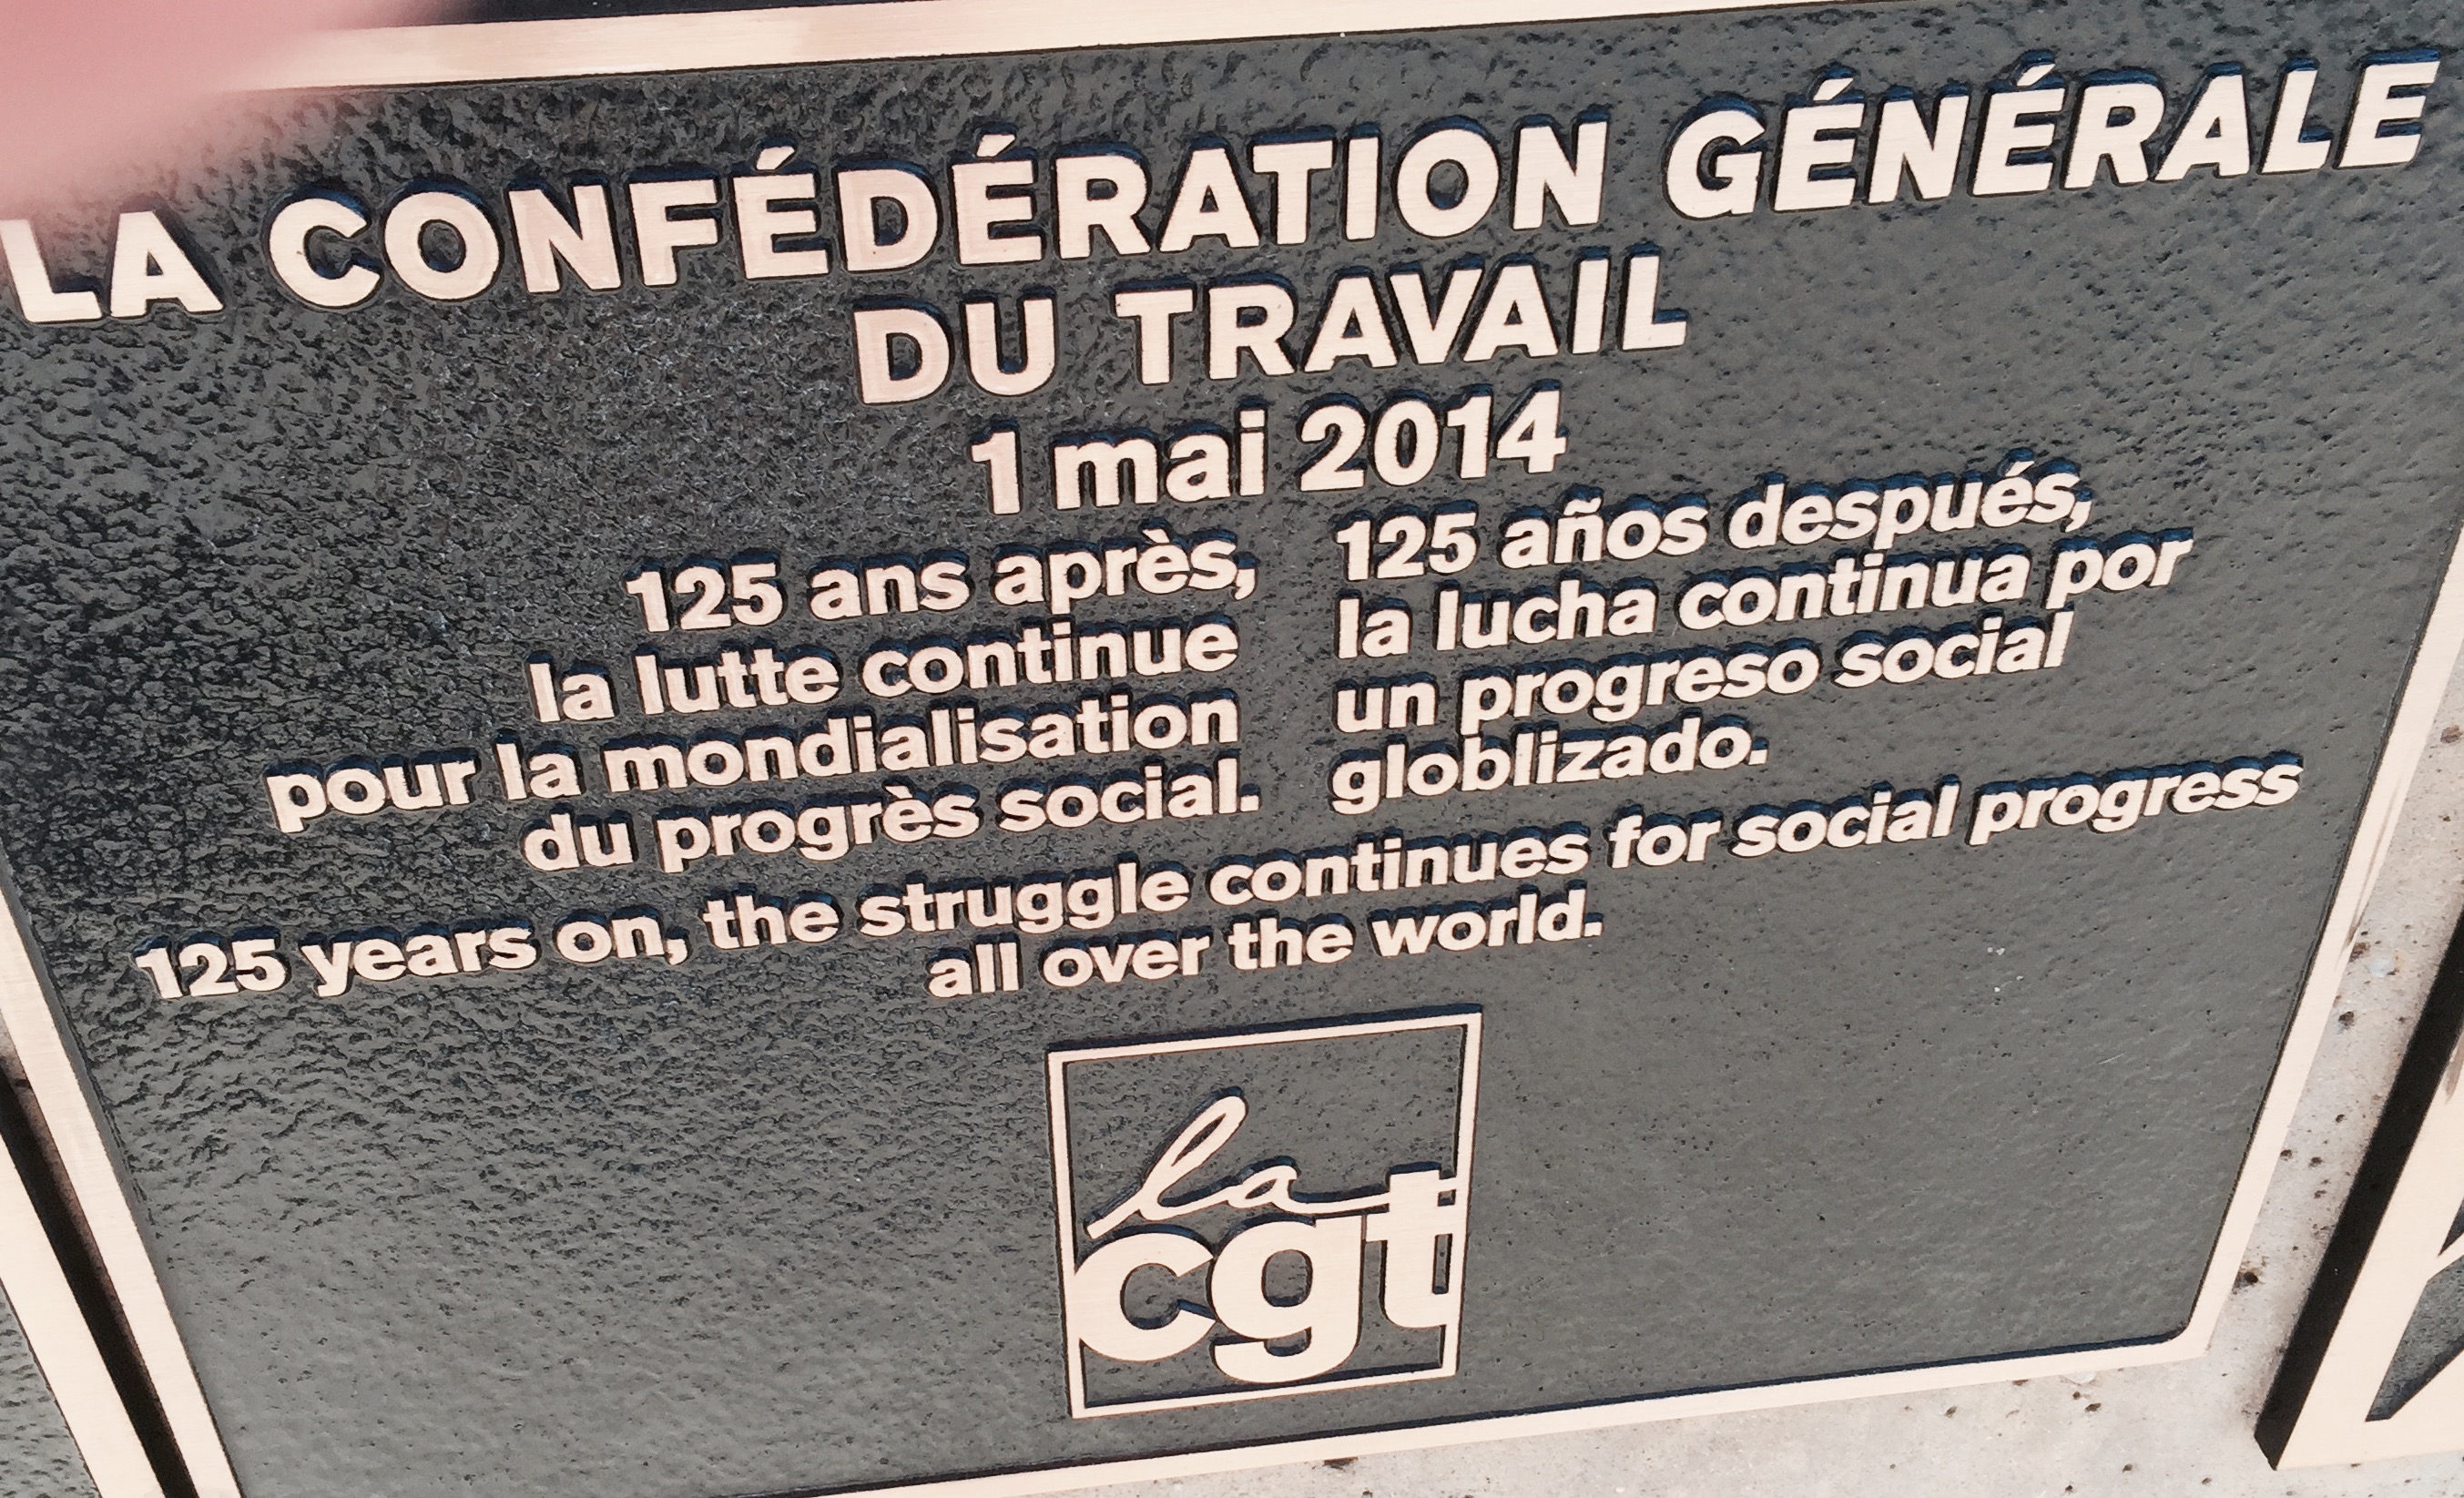 LA CONFÉDÉRATION GÉNÉRALE
DU TRAVAIL
1 mai 2014
125 ans après,
la lutte continue
pour la mondialisation
du progrès social.
125 años después,
la lucha continua por
un progreso social
globlizado.
125 years on, the struggle continues for social progress
all over the world.
la
cgt